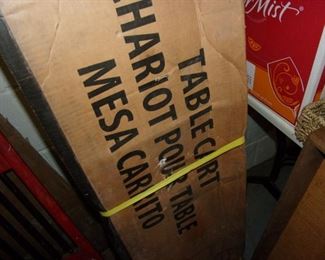 TABLE CART
CHARIOT POUR TABLE
MESA CARRITO
Mist